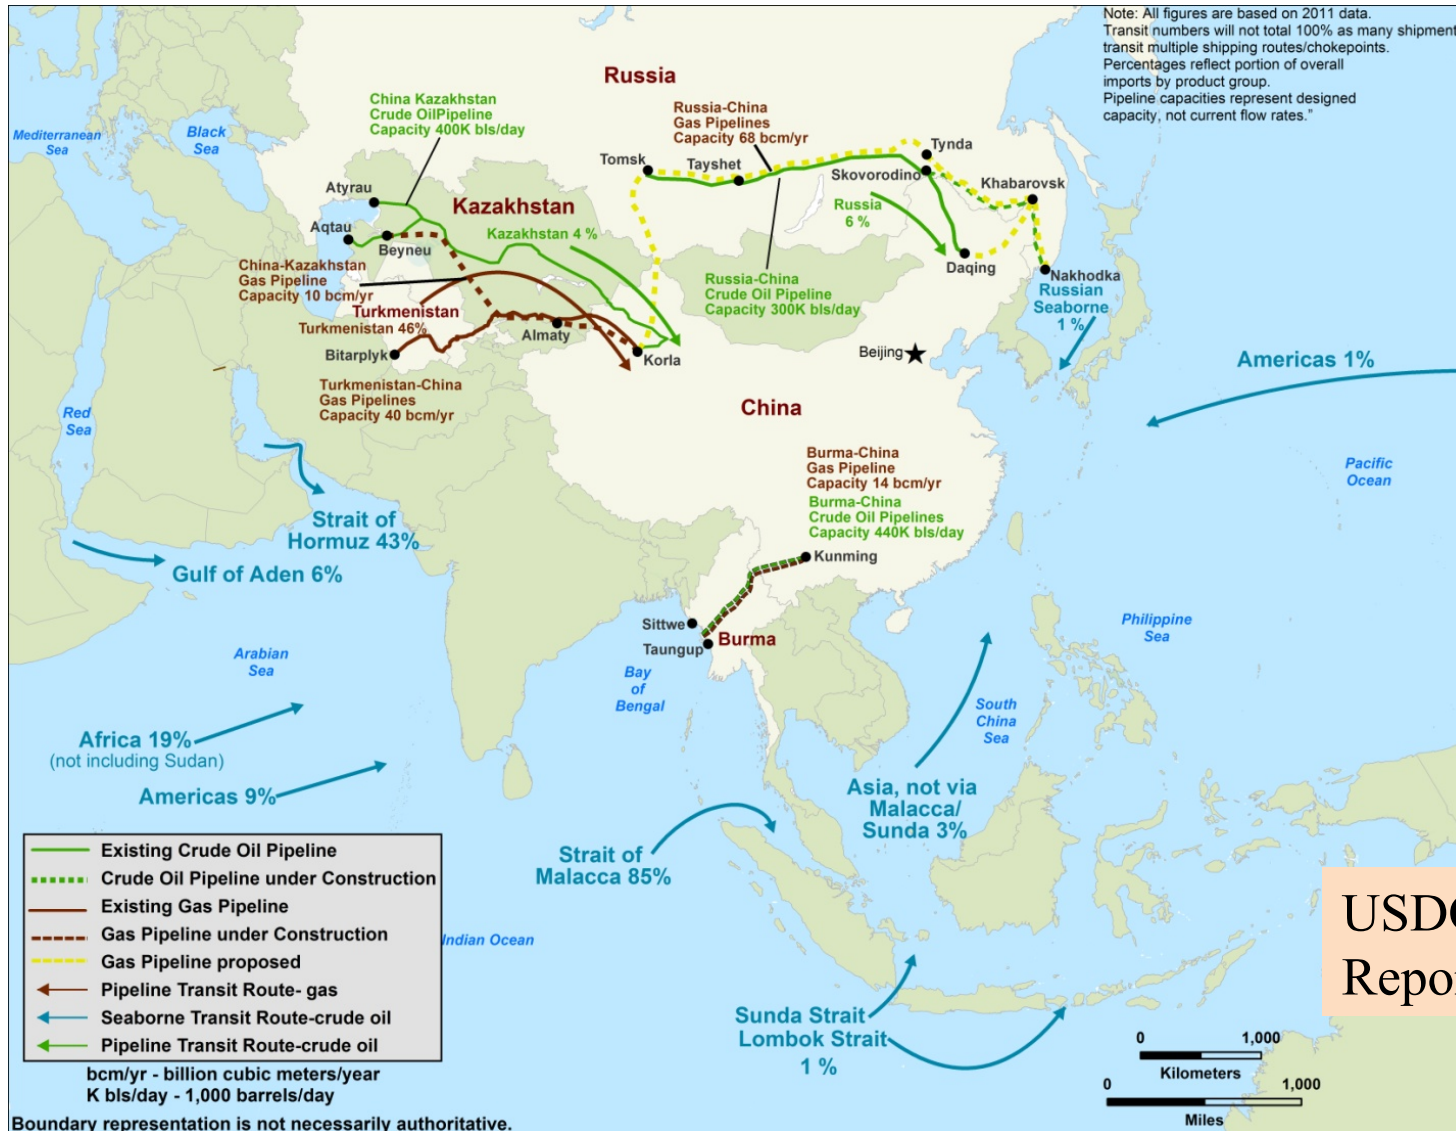 Note: All figures are based on 2011 data.
Transit numbers will not total 100% as many shipment
transit multiple shipping routes/chokepoints.
Percentages reflect portion of overall
imports by product group.
Pipeline capacities represent designed
capacity, not current flow rates."
Russia
China Kazakhstan
Crude OilPipeline
Capacity 400K bls/day
Russia-China
Gas Pipelines
Capacity 68 bcm/yr
Mediterranean
Sea
Black
Sea
Tomsk
Tayshet
Tynda
Skovorodino
Khabarovsk
Atyrau
Aqtau
Beyneu
Kazakhstan
Kazakhstan 4 %
Russia
6 %
Daqing
Nakhodka
Russian
Seaborne
1 %
China-Kazakhstan
Gas Pipeline
Capacity 10 bcm/yr
Russia-China
Crude Oil Pipeline
Capacity 300K bls/day
Turkmenistan
Turkmenistan 46%
Bitarplyk
Almaty
Korla
Beijing
Americas 1%
Turkmenistan-China
Gas Pipelines
Capacity 40 bcm/yr
China
Red
Sea
Pacific
Ocean
Burma-China
Gas Pipeline
Capacity 14 bcm/yr
Burma-China
Crude Oil Pipelines
Capacity 440K bls/day
Strait of
Hormuz 43%
Gulf of Aden 6%
Kunming
Sittwe
Taungup
Burma
Philippine
Sea
Arabian
Sea
Bay
of
Bengal
South
China
Sea
Africa 19%
(not including Sudan)
Americas 9%
Asia, not via
Malacca/
Sunda 3%
Strait of
Malacca 85%
Existing Crude Oil Pipeline
Crude Oil Pipeline under Construction
Existing Gas Pipeline
Gas Pipeline under Construction
Gas Pipeline proposed
Pipeline Transit Route- gas
Seaborne Transit Route-crude oil
Pipeline Transit Route-crude oil
Indian Ocean
bcm/yr - billion cubic meters/year
K bls/day - 1,000 barrels/day
Boundary representation is not necessarily authoritative.
Sunda Strait
Lombok Strait
1 %
0 1,000
Kilometers
0 1,000
Miles